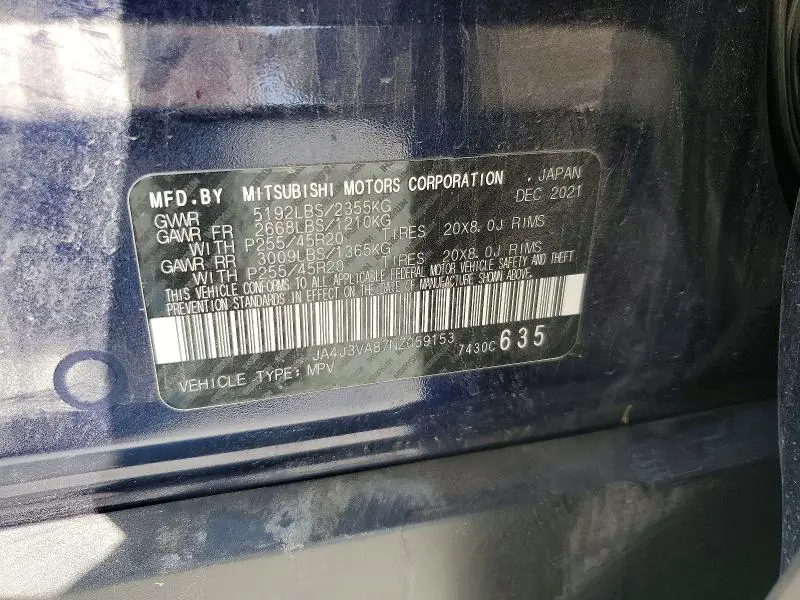 MFD.BY MITSUBISHI MOTORS CORPORATION , JAPAN
GVWR 5192LBS/2355KG DEC 2021
GAWR FR 2668LBS/1210KG
WITH P255/45R20 TIRES 20X8.0J RIMS
GAWR RR 3009LBS/1365KG
WITH P255/45R20 TIRES 20X8.0J RIMS
THIS VEHICLE CONFORMS TO ALL APPLICABLE FEDERAL MOTOR VEHICLE SAFETY AND THEFT
PREVENTION STANDARDS IN EFFECT ON THE DATE OF MANUFACTURE SHOWN ABOVE.
JA4J3VA87NZ059153 7430C 635
VEHICLE TYPE: MPV